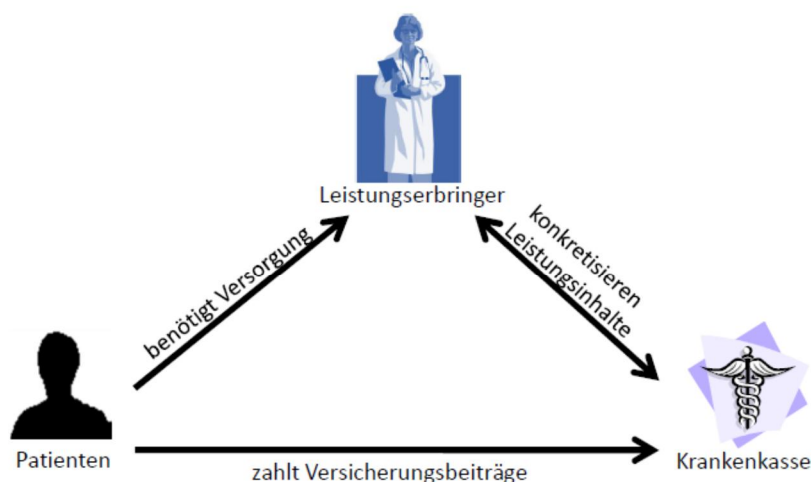 Leistungserbringer
benötigt Versorgung
konkretisieren
Leistungsinhalte
Patienten
zahlt Versicherungsbeiträge
Krankenkasse